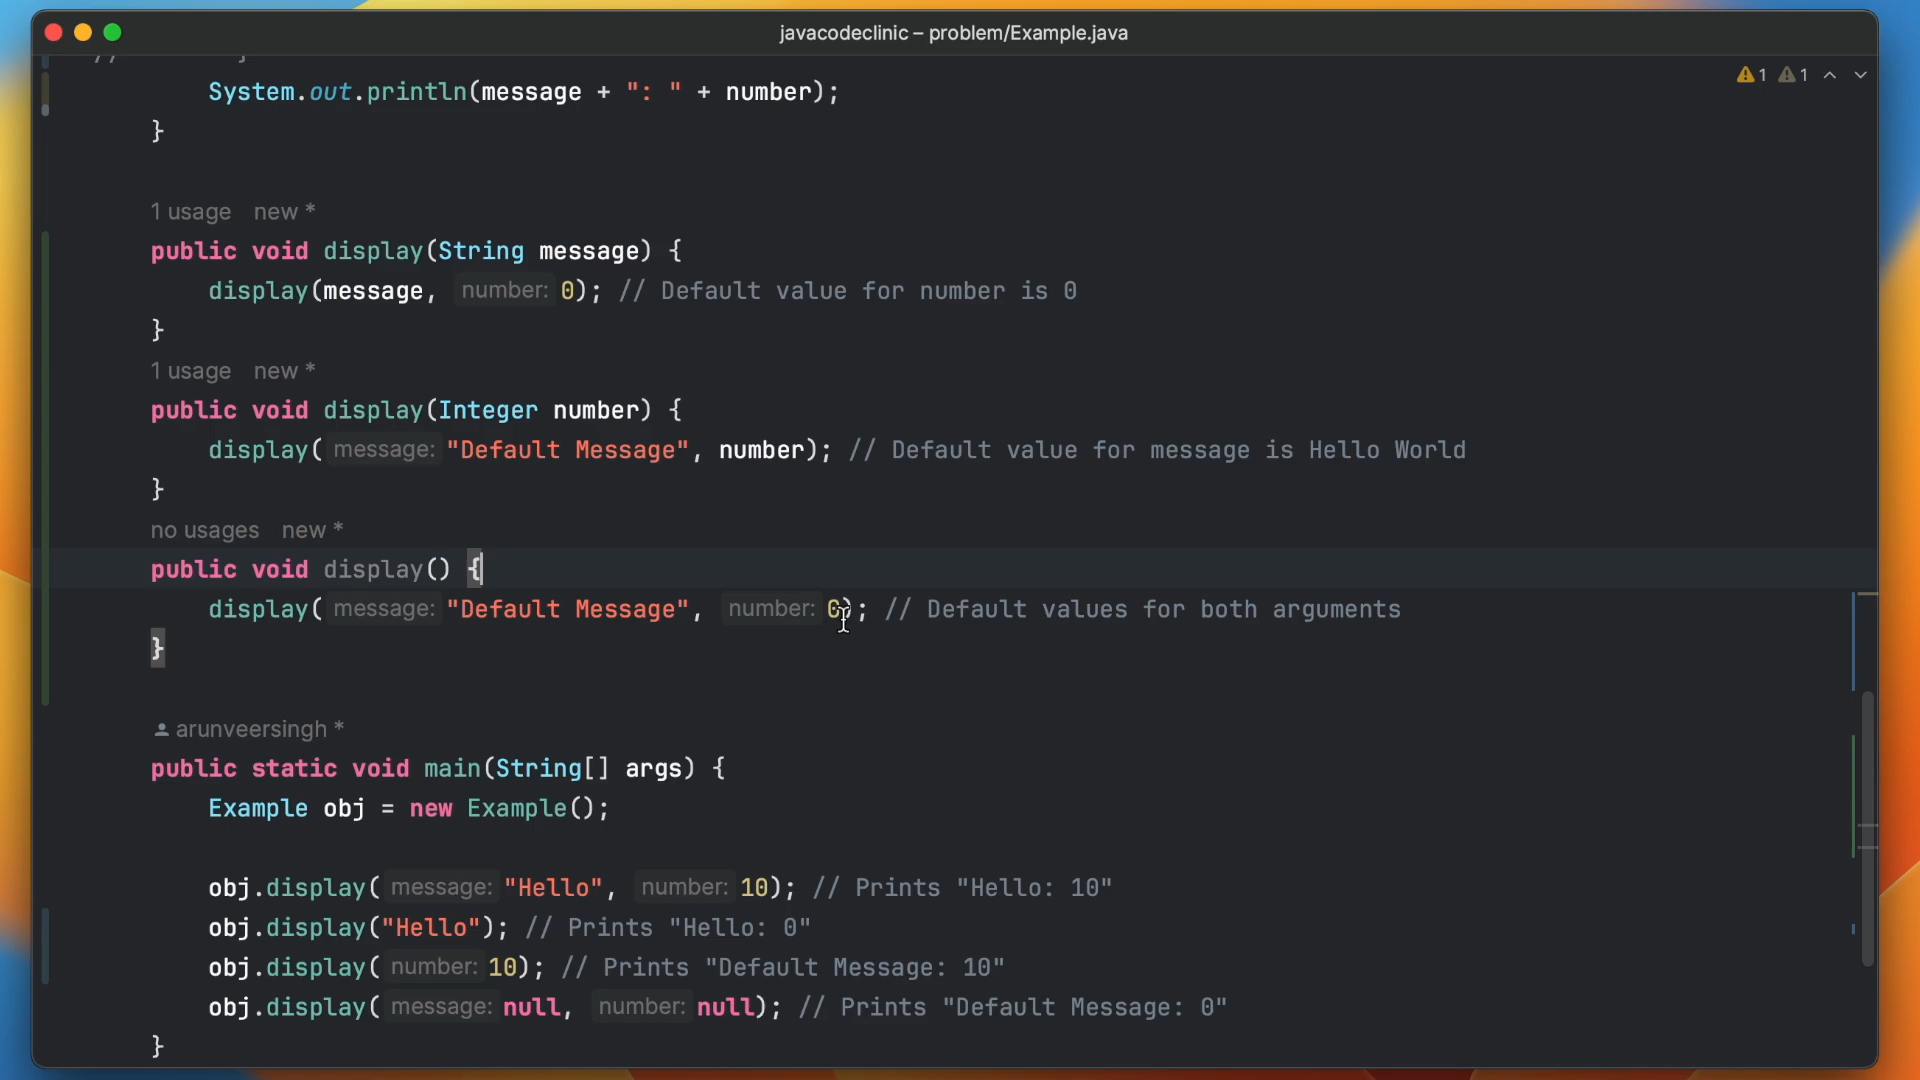 javacodeclinic – problem/Example.java
1 1
// }
System.out.println(message + ": " + number);
}
1 usage new *
public void display(String message) {
display(message, number: 0); // Default value for number is 0
}
1 usage new *
public void display(Integer number) {
display( message: "Default Message", number); // Default value for message is Hello World
}
no usages new *
public void display() {
display( message: "Default Message", number: 0); // Default values for both arguments
}
arunveersingh *
public static void main(String[] args) {
Example obj = new Example();
obj.display( message: "Hello", number: 10); // Prints "Hello: 10"
obj.display("Hello"); // Prints "Hello: 0"
obj.display( number: 10); // Prints "Default Message: 10"
obj.display( message: null, number: null); // Prints "Default Message: 0"
}